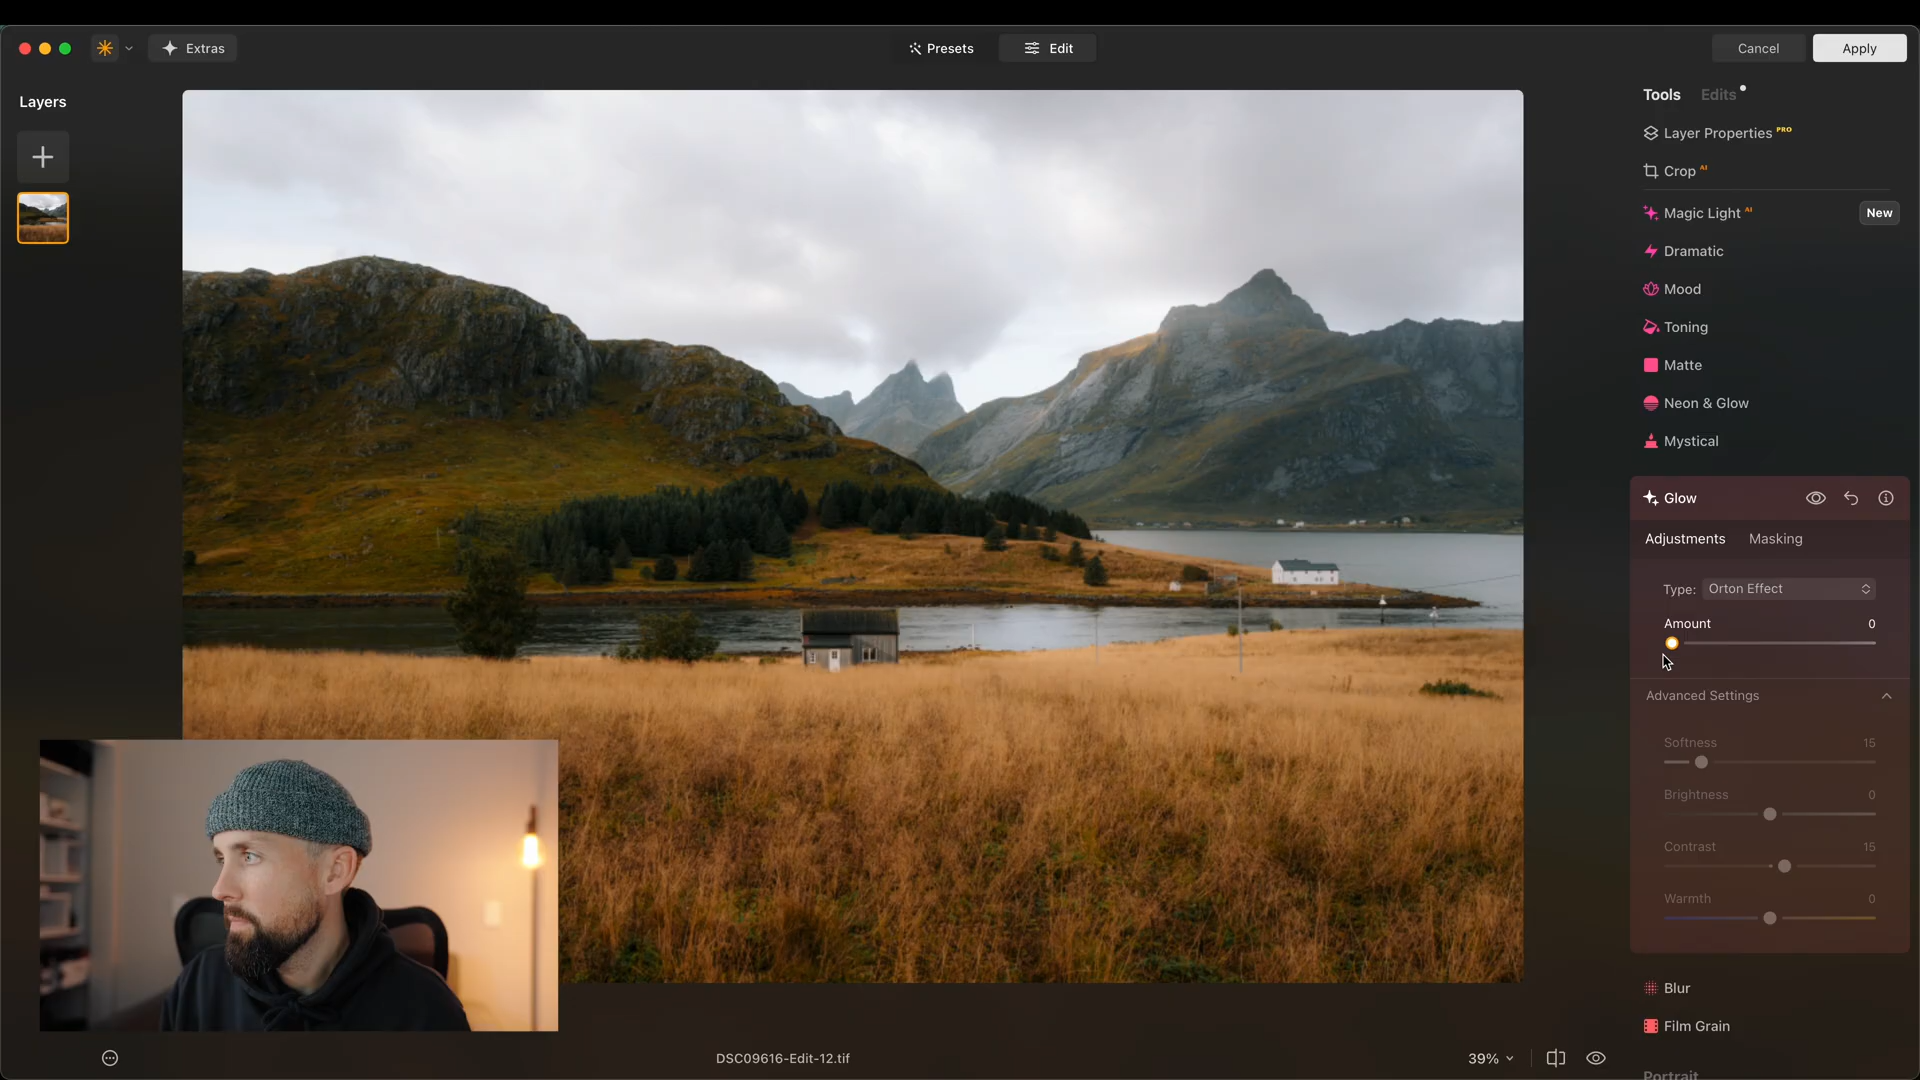 Extras
Presets
Edit
Cancel
Apply
Layers
Tools
Edits
Layer Properties PRO
Crop AI
Magic Light AI
New
Dramatic
Mood
Toning
Matte
Neon & Glow
Mystical
Glow
Adjustments
Masking
Type: Orton Effect
Amount 0
Advanced Settings
Softness 15
Brightness 0
Contrast 15
Warmth 0
Blur
Film Grain
Portrait
DSC09616-Edit-12.tif
39%